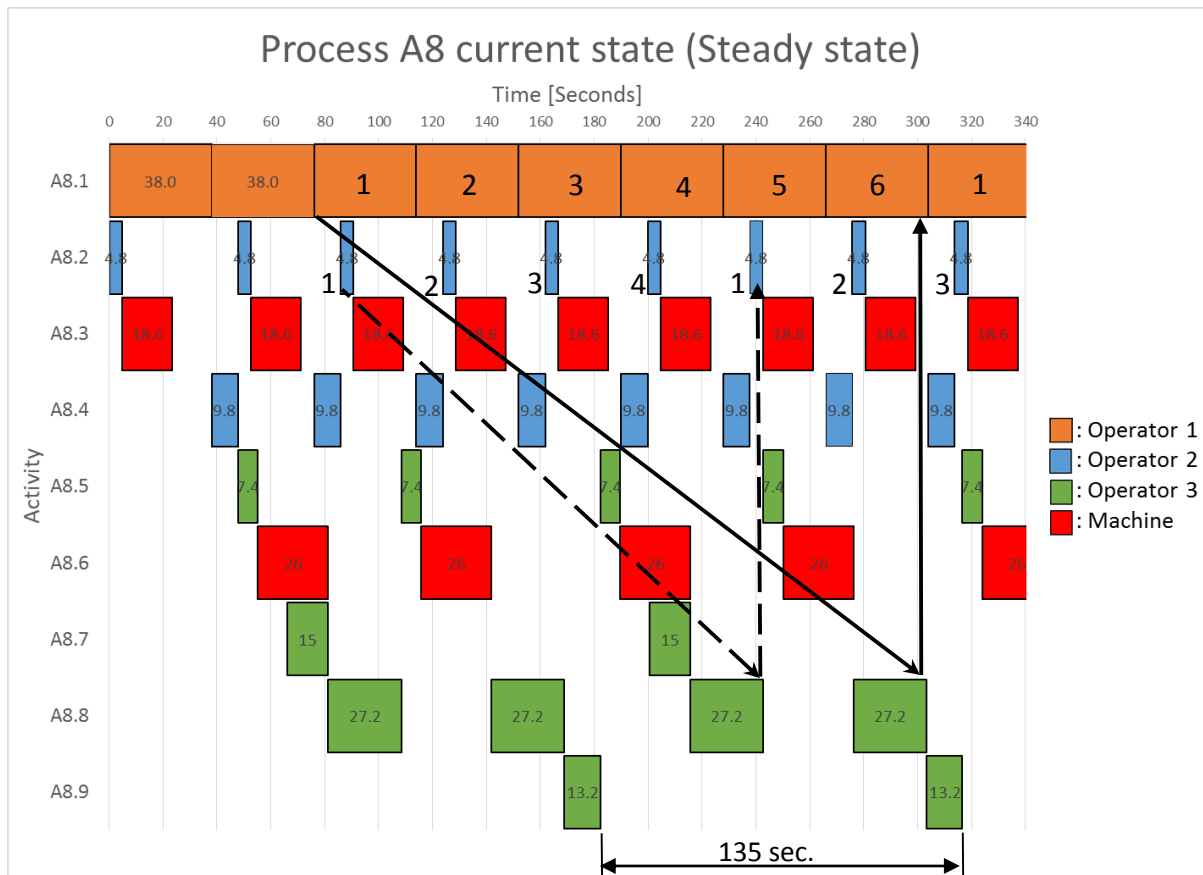 Process A8 current state (Steady state)
Time [Seconds]
0 20 40 60 80 100 120 140 160 180 200 220 240 260 280 300 320 340
A8.1 38.0 38.0 1 2 3 4 5 6 1
A8.2 4.8 4.8 4.8 4.8 4.8 4.8 4.8 4.8 4.8
1 2 3 4 1 2 3
A8.3 18.6 18.6 18.6 18.6 18.6 18.6 18.6 18.6 18.6
A8.4 9.8 9.8 9.8 9.8 9.8 9.8 9.8 9.8
A8.5 7.4 7.4 7.4 7.4 7.4
A8.6 26 26 26 26 26
A8.7 15 15
A8.8 27.2 27.2 27.2 27.2
A8.9 13.2 13.2
Activity
: Operator 1
: Operator 2
: Operator 3
: Machine
135 sec.